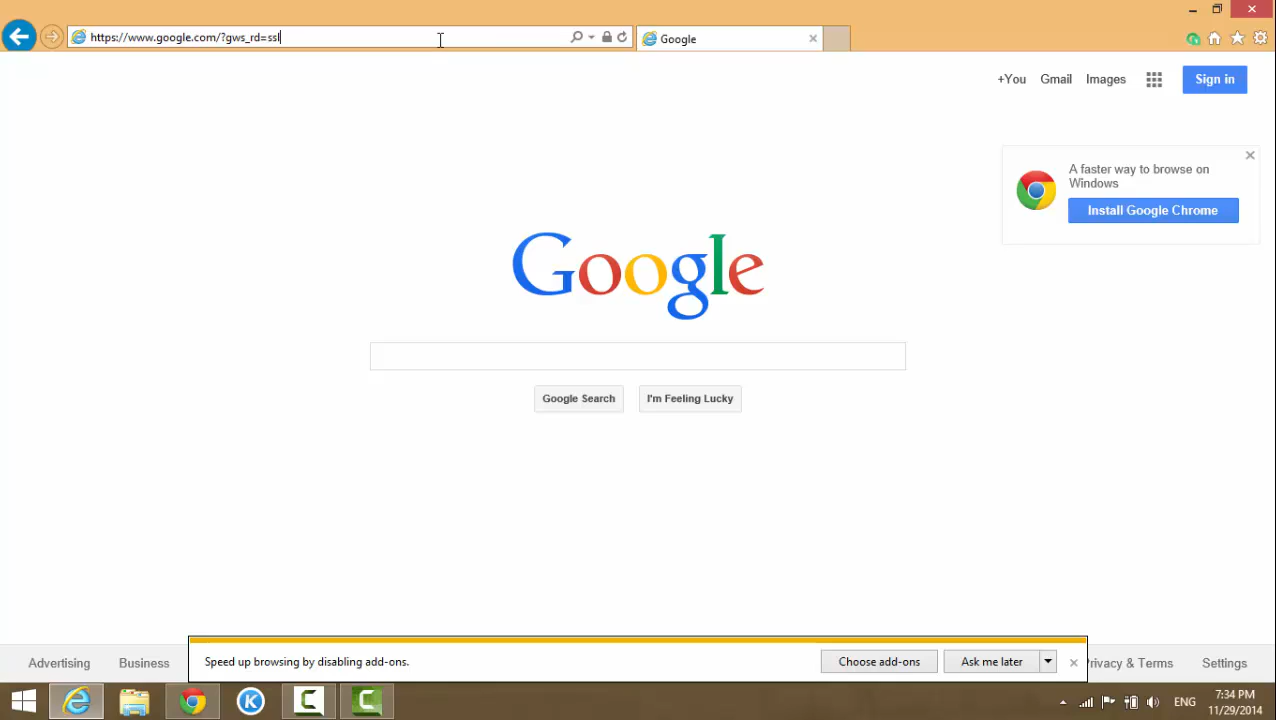 https://www.google.com/?gws_rd=ssl
Google
+You Gmail Images Sign in
A faster way to browse on
Windows
Install Google Chrome
Google
Google Search I'm Feeling Lucky
Advertising Business Privacy & Terms Settings
Speed up browsing by disabling add-ons. Choose add-ons Ask me later
K C C
ENG
7:34 PM
11/29/2014